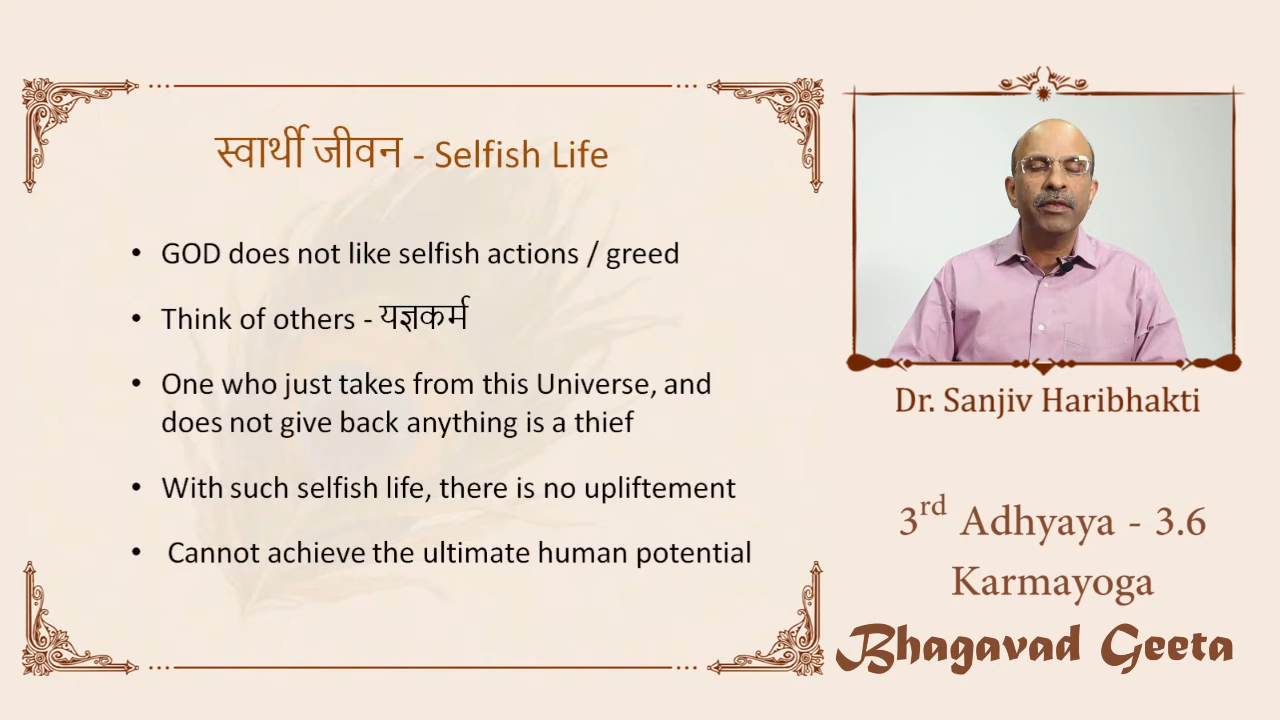 स्वार्थी जीवन - Selfish Life
• GOD does not like selfish actions / greed
• Think of others - यज्ञकर्म
• One who just takes from this Universe, and
does not give back anything is a thief
• With such selfish life, there is no upliftement
• Cannot achieve the ultimate human potential
Dr. Sanjiv Haribhakti
3rd Adhyaya - 3.6
Karmayoga
Bhagavad Geeta